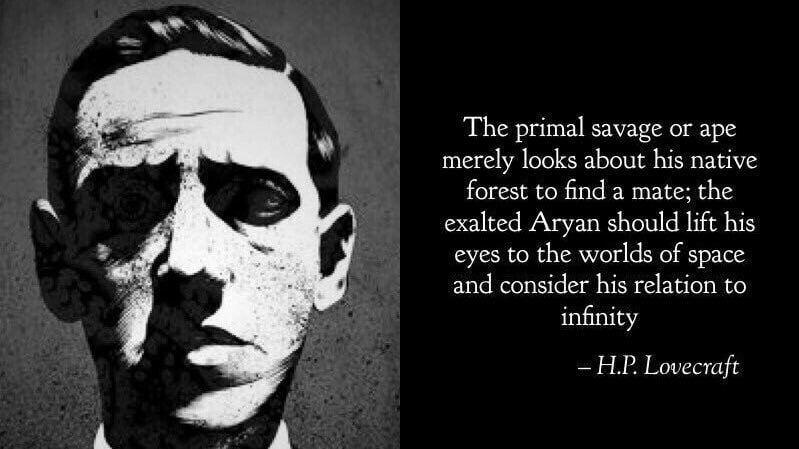 The primal savage or ape
merely looks about his native
forest to find a mate; the
exalted Aryan should lift his
eyes to the worlds of space
and consider his relation to
infinity
– H.P. Lovecraft